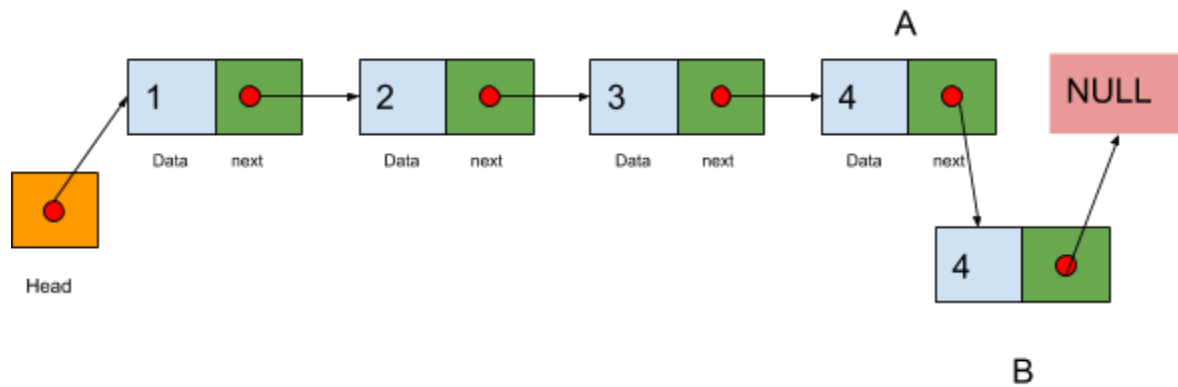 A
1 2 3 4 NULL
Data next Data next Data next Data next
4
Head
B